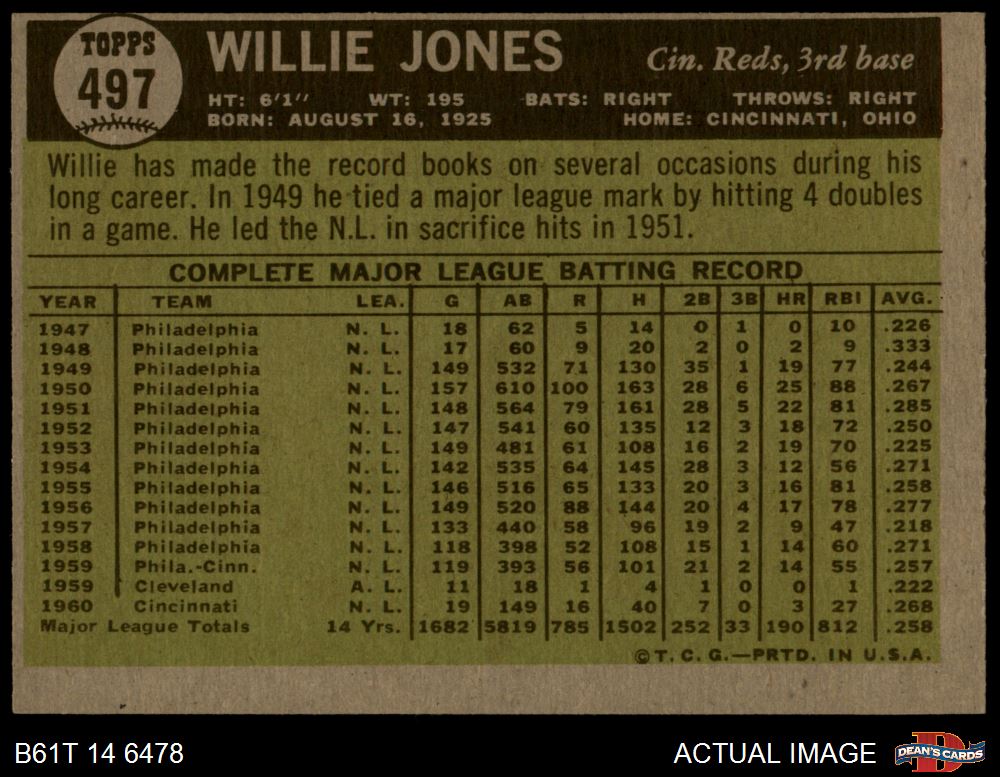 TOPPS
497
WILLIE JONES Cin. Reds, 3rd base
HT: 6'1" WT: 195 BATS: RIGHT THROWS: RIGHT
BORN: AUGUST 16, 1925 HOME: CINCINNATI, OHIO
Willie has made the record books on several occasions during his
long career. In 1949 he tied a major league mark by hitting 4 doubles
in a game. He led the N.L. in sacrifice hits in 1951.
COMPLETE MAJOR LEAGUE BATTING RECORD
YEAR TEAM LEA. G AB R H 2B 3B HR RBI AVG.
1947 Philadelphia N. L. 18 62 5 14 0 1 0 10 .226
1948 Philadelphia N. L. 17 60 9 20 2 0 2 9 .333
1949 Philadelphia N. L. 149 532 71 130 35 1 19 77 .244
1950 Philadelphia N. L. 157 610 100 163 28 6 25 88 .267
1951 Philadelphia N. L. 148 564 79 161 28 5 22 81 .285
1952 Philadelphia N. L. 147 541 60 135 12 3 18 72 .250
1953 Philadelphia N. L. 149 481 61 108 16 2 19 70 .225
1954 Philadelphia N. L. 142 535 64 145 28 3 12 56 .271
1955 Philadelphia N. L. 146 516 65 133 20 3 16 81 .258
1956 Philadelphia N. L. 149 520 88 144 20 4 17 78 .277
1957 Philadelphia N. L. 133 440 58 96 19 2 9 47 .218
1958 Philadelphia N. L. 118 398 52 108 15 1 14 60 .271
1959 Phila.-Cinn. N. L. 119 393 56 101 21 2 14 55 .257
1959 Cleveland A. L. 11 18 1 4 1 0 0 1 .222
1960 Cincinnati N. L. 19 149 16 40 7 0 3 27 .268
Major League Totals 14 Yrs. 1682 5819 785 1502 252 33 190 812 .258
© T. C. G.—PRTD. IN U.S.A.
B61T 14 6478 ACTUAL IMAGE DEAN'S CARDS